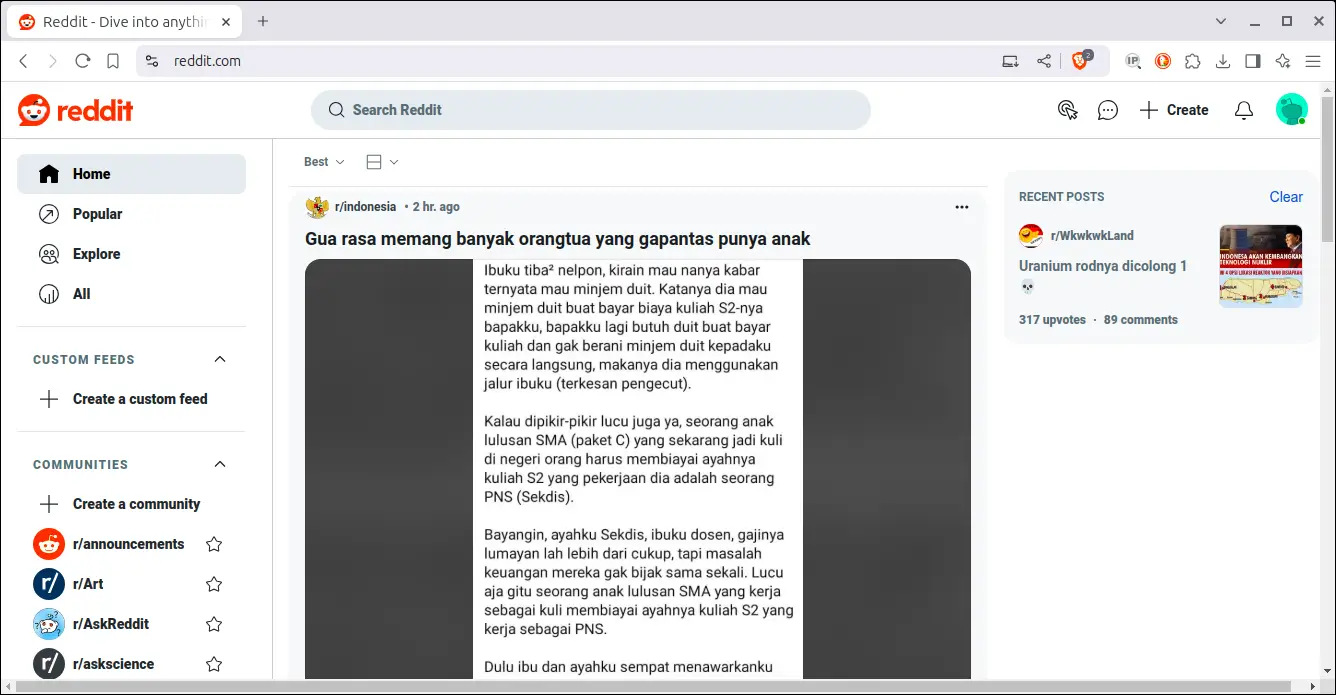 Reddit - Dive into anythin
reddit.com
2
IP
reddit
Search Reddit
Create
Home
Popular
Explore
All
CUSTOM FEEDS
Create a custom feed
COMMUNITIES
Create a community
r/announcements
r/ r/Art
r/AskReddit
r/ r/askscience
Best
r/indonesia • 2 hr. ago
Gua rasa memang banyak orangtua yang gapantas punya anak
Ibuku tiba² nelpon, kirain mau nanya kabar
ternyata mau minjem duit. Katanya dia mau
minjem duit buat bayar biaya kuliah S2-nya
bapakku, bapakku lagi butuh duit buat bayar
kuliah dan gak berani minjem duit kepadaku
secara langsung, makanya dia menggunakan
jalur ibuku (terkesan pengecut).
Kalau dipikir-pikir lucu juga ya, seorang anak
lulusan SMA (paket C) yang sekarang jadi kuli
di negeri orang harus membiayai ayahnya
kuliah S2 yang pekerjaan dia adalah seorang
PNS (Sekdis).
Bayangin, ayahku Sekdis, ibuku dosen, gajinya
lumayan lah lebih dari cukup, tapi masalah
keuangan mereka gak bijak sama sekali. Lucu
aja gitu seorang anak lulusan SMA yang kerja
sebagai kuli membiayai ayahnya kuliah S2 yang
kerja sebagai PNS.
Dulu ibu dan ayahku sempat menawarkanku
RECENT POSTS
Clear
r/WkwkwkLand
Uranium rodnya dicolong 1
💀
317 upvotes · 89 comments
INDONESIA AKAN KEMBANGKAN
TEKNOLOGI NUKLIR